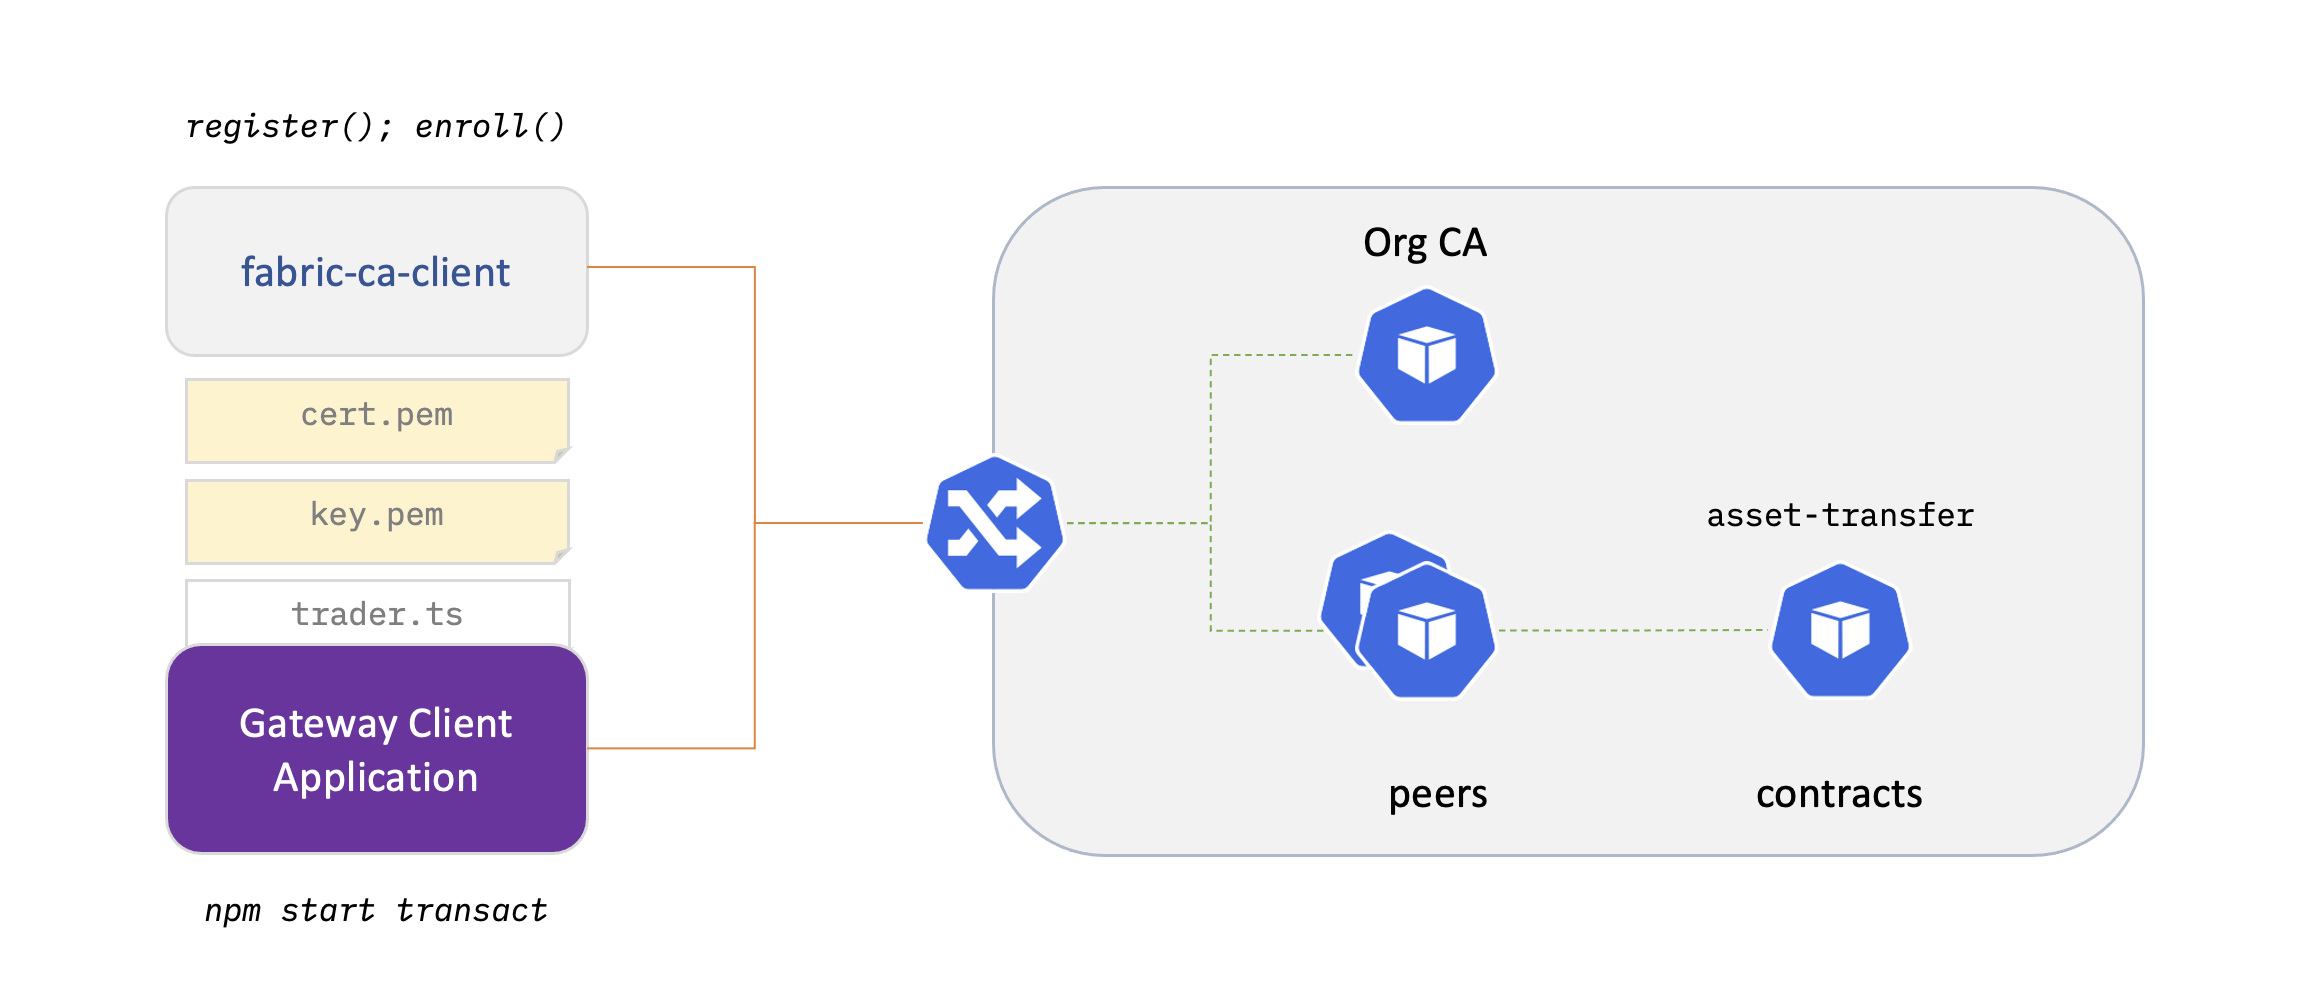 register(); enroll()
fabric-ca-client
cert.pem
key.pem
trader.ts
Gateway Client
Application
npm start transact
Org CA
asset-transfer
peers
contracts